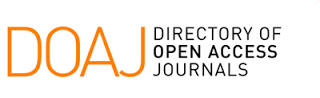 DOAJ
DIRECTORY OF
OPEN ACCESS
JOURNALS